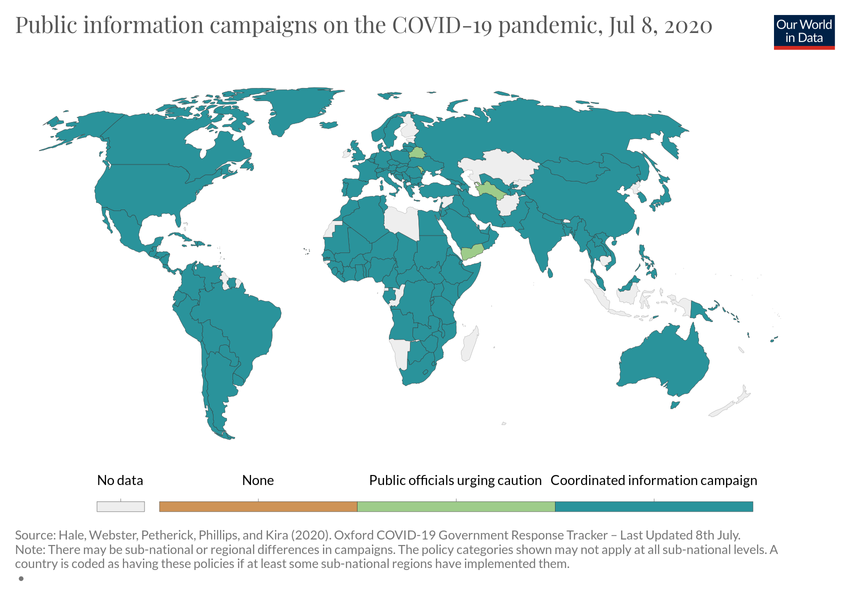 Public information campaigns on the COVID-19 pandemic, Jul 8, 2020
Our World
in Data
No data
None
Public officials urging caution
Coordinated information campaign
Source: Hale, Webster, Petherick, Phillips, and Kira (2020). Oxford COVID-19 Government Response Tracker – Last Updated 8th July.
Note: There may be sub-national or regional differences in campaigns. The policy categories shown may not apply at all sub-national levels. A
country is coded as having these policies if at least some sub-national regions have implemented them.